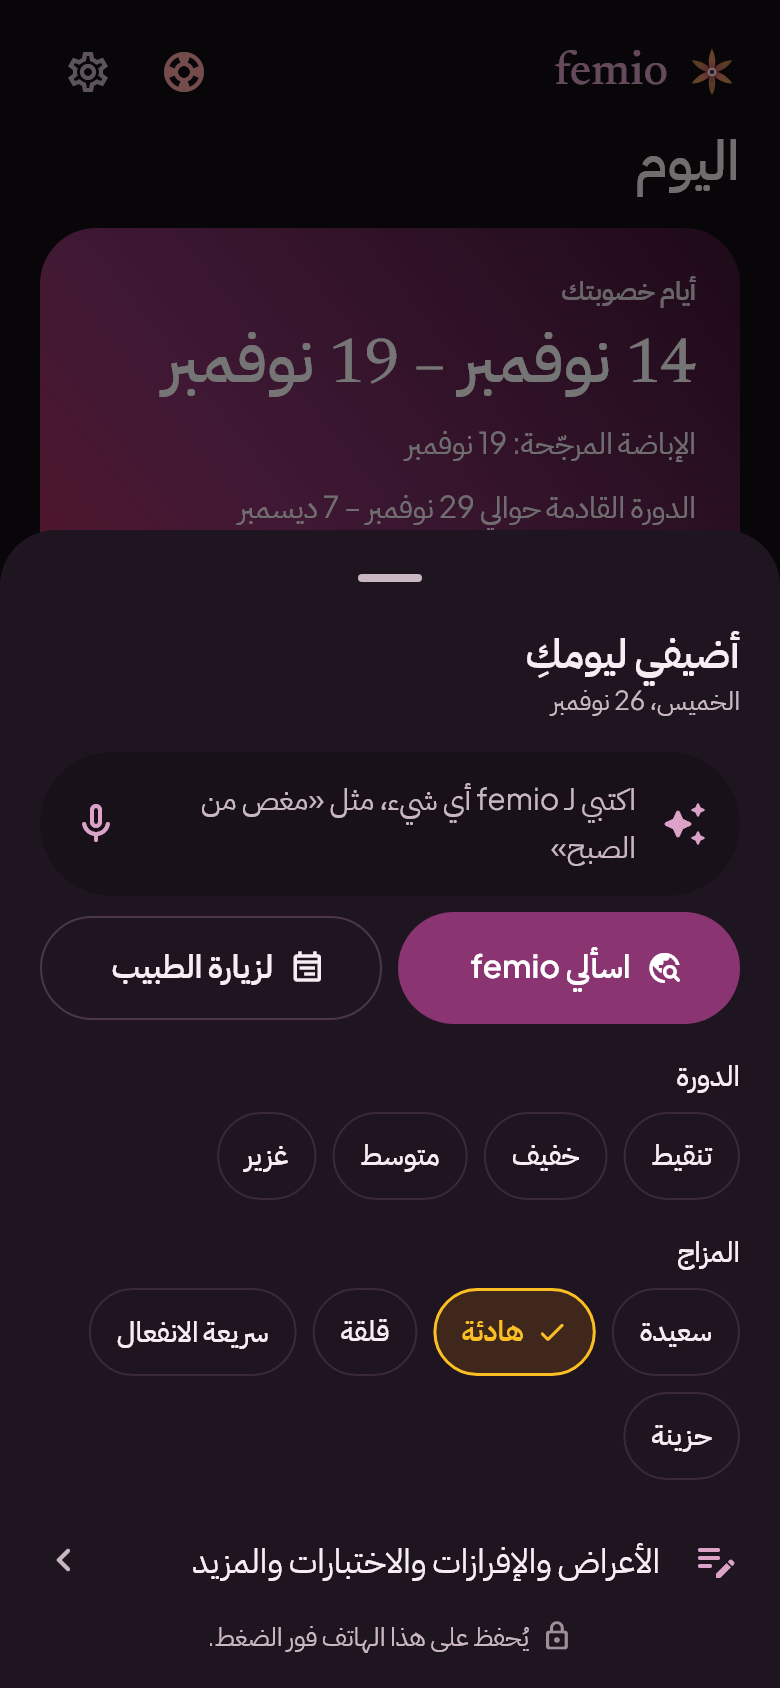 femio
اليوم
أيام خصوبتك
14 نوفمبر – 19 نوفمبر
الإباضة المرجّحة: 19 نوفمبر
الدورة القادمة حوالي 29 نوفمبر – 7 ديسمبر
أضيفي ليومكِ
الخميس، 26 نوفمبر
اكتبي لـ femio أي شيء، مثل «مغص من
الصبح»
اسألي femio
لزيارة الطبيب
الدورة
تنقيط
خفيف
متوسط
غزير
المزاج
سعيدة
هادئة
قلقة
سريعة الانفعال
حزينة
الأعراض والإفرازات والاختبارات والمزيد
يُحفظ على هذا الهاتف فور الضغط.